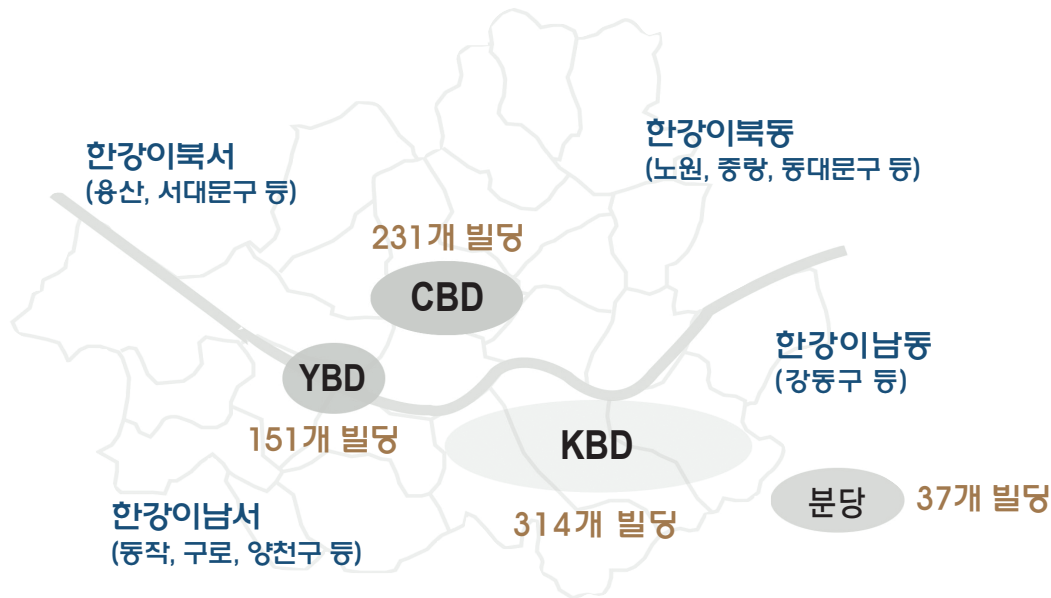 한강이북서
(용산, 서대문구 등)
한강이북동
(노원, 중랑, 동대문구 등)
231개 빌딩
CBD
YBD
151개 빌딩
한강이남동
(강동구 등)
KBD
314개 빌딩
분당
37개 빌딩
한강이남서
(동작, 구로, 양천구 등)